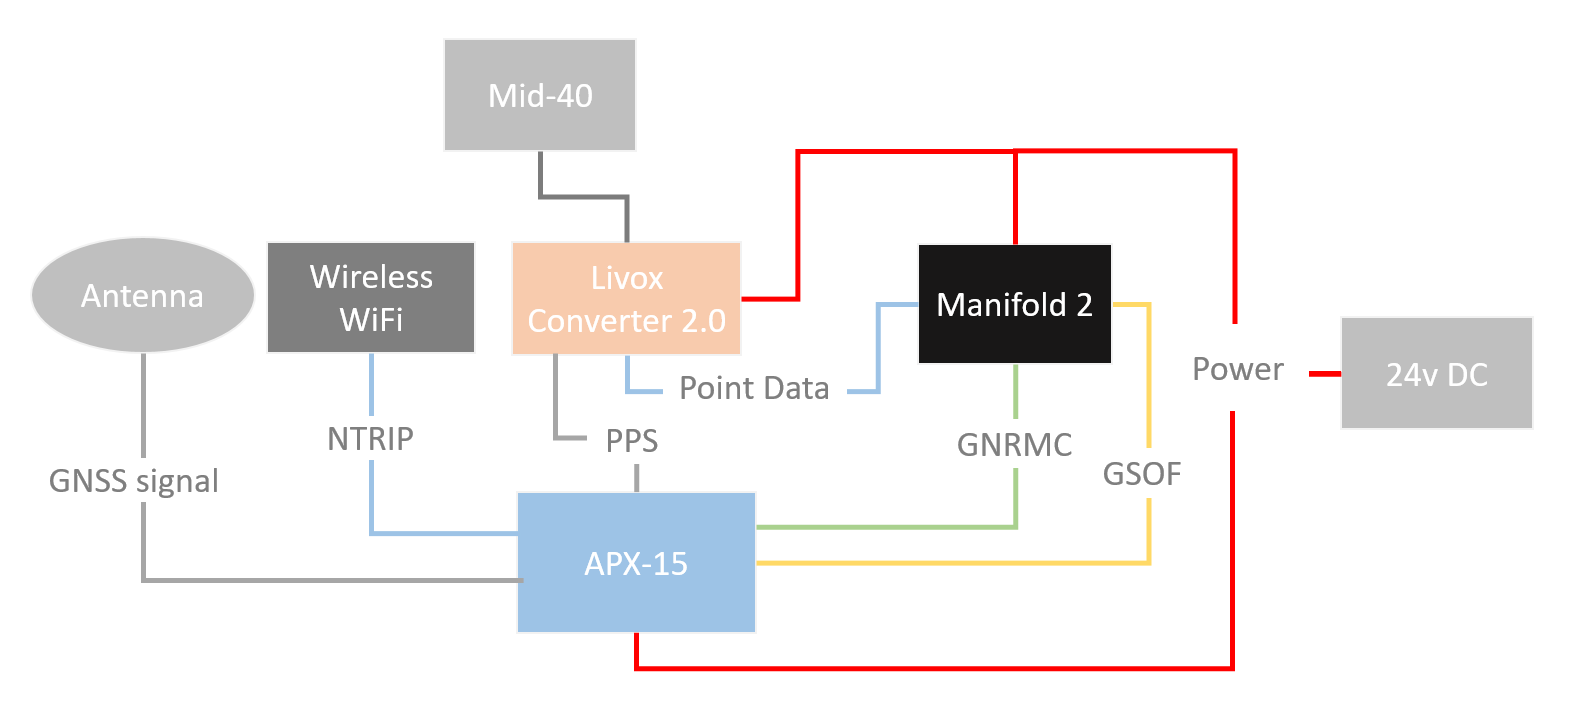 Mid-40
Antenna
Wireless
WiFi
Livox
Converter 2.0
Manifold 2
Power
24v DC
Point Data
NTRIP
PPS
GNRMC
GNSS signal
GSOF
APX-15